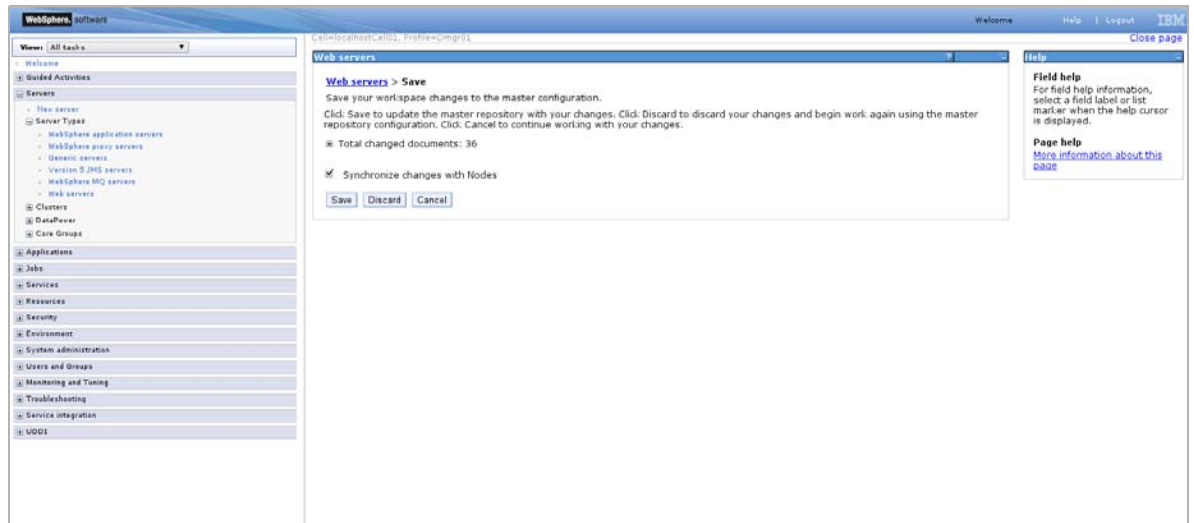 WebSphere. software
Welcome
Help | Logout
IBM
View: All tasks
Cell=localhostCell01, Profile=Dmgr01
Close page
Welcome
Guided Activities
Servers
New server
Server Types
WebSphere application servers
WebSphere proxy servers
Generic servers
Version 5 JMS servers
WebSphere MQ servers
Web servers
Clusters
DataPower
Core Groups
Applications
Jobs
Services
Resources
Security
Environment
System administration
Users and Groups
Monitoring and Tuning
Troubleshooting
Service integration
UDDI
Web servers
?
Web servers > Save
Save your workspace changes to the master configuration.
Click Save to update the master repository with your changes. Click Discard to discard your changes and begin work again using the master
repository configuration. Click Cancel to continue working with your changes.
Total changed documents: 36
Synchronize changes with Nodes
Save Discard Cancel
Help
Field help
For field help information,
select a field label or list
marker when the help cursor
is displayed.
Page help
More information about this
page